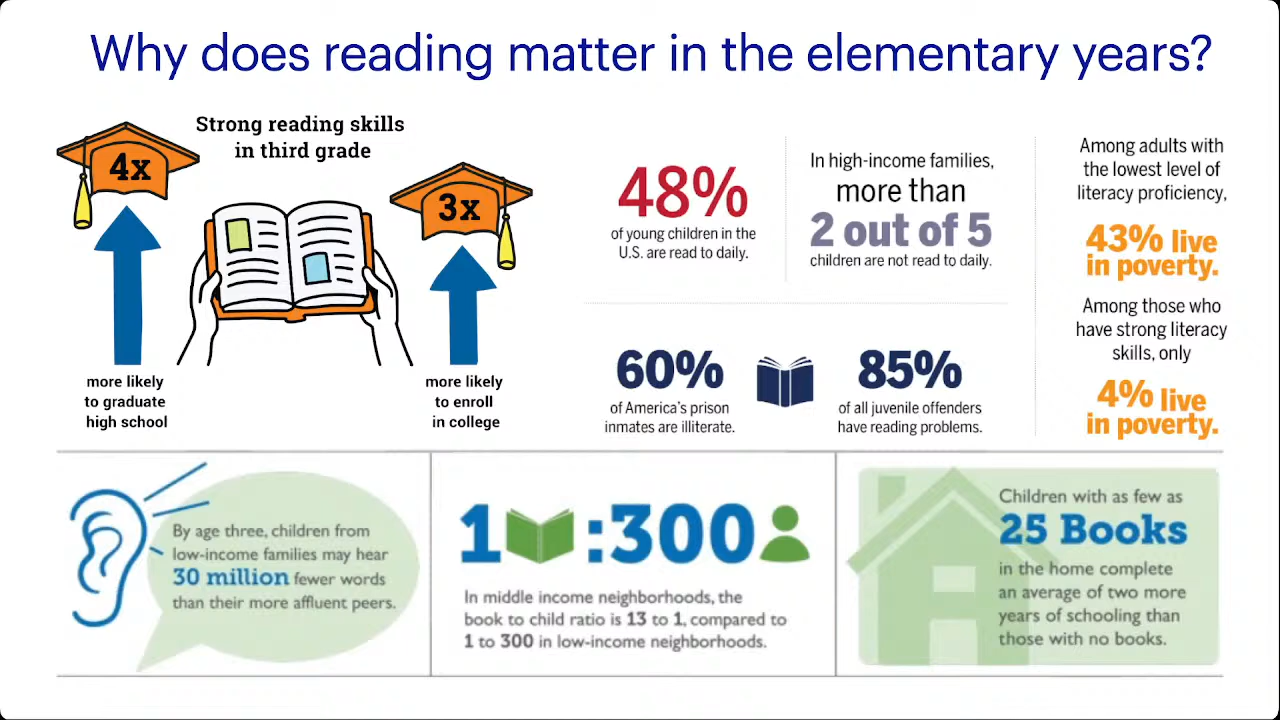 Why does reading matter in the elementary years?
Strong reading skills
in third grade
4x
more likely
to graduate
high school
3x
more likely
to enroll
in college
48%
of young children in the
U.S. are read to daily.
In high-income families,
more than
2 out of 5
children are not read to daily.
60%
of America's prison
inmates are illiterate.
85%
of all juvenile offenders
have reading problems.
Among adults with
the lowest level of
literacy proficiency,
43% live
in poverty.
Among those who
have strong literacy
skills, only
4% live
in poverty.
By age three, children from
low-income families may hear
30 million fewer words
than their more affluent peers.
1 :300
In middle income neighborhoods, the
book to child ratio is 13 to 1, compared to
1 to 300 in low-income neighborhoods.
Children with as few as
25 Books
in the home complete
an average of two more
years of schooling than
those with no books.